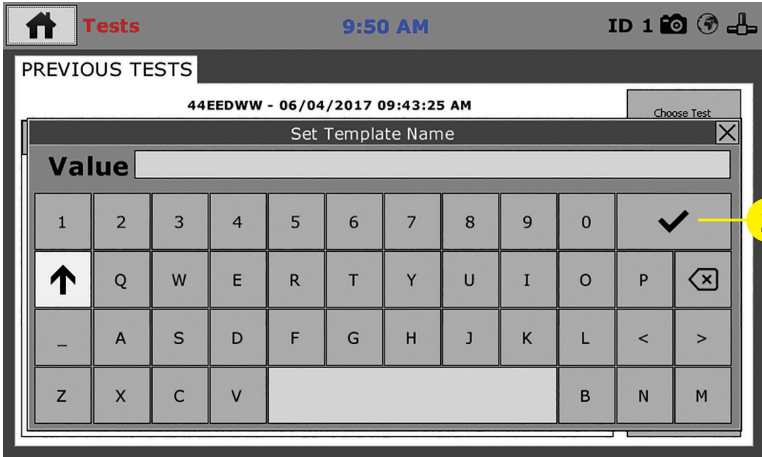 Tests 9:50 AM ID 1
PREVIOUS TESTS
44EEDWW - 06/04/2017 09:43:25 AM
Choose Test
Set Template Name
Value
1 2 3 4 5 6 7 8 9 0
Q W E R T Y U I O P
_ A S D F G H J K L < >
Z X C V B N M